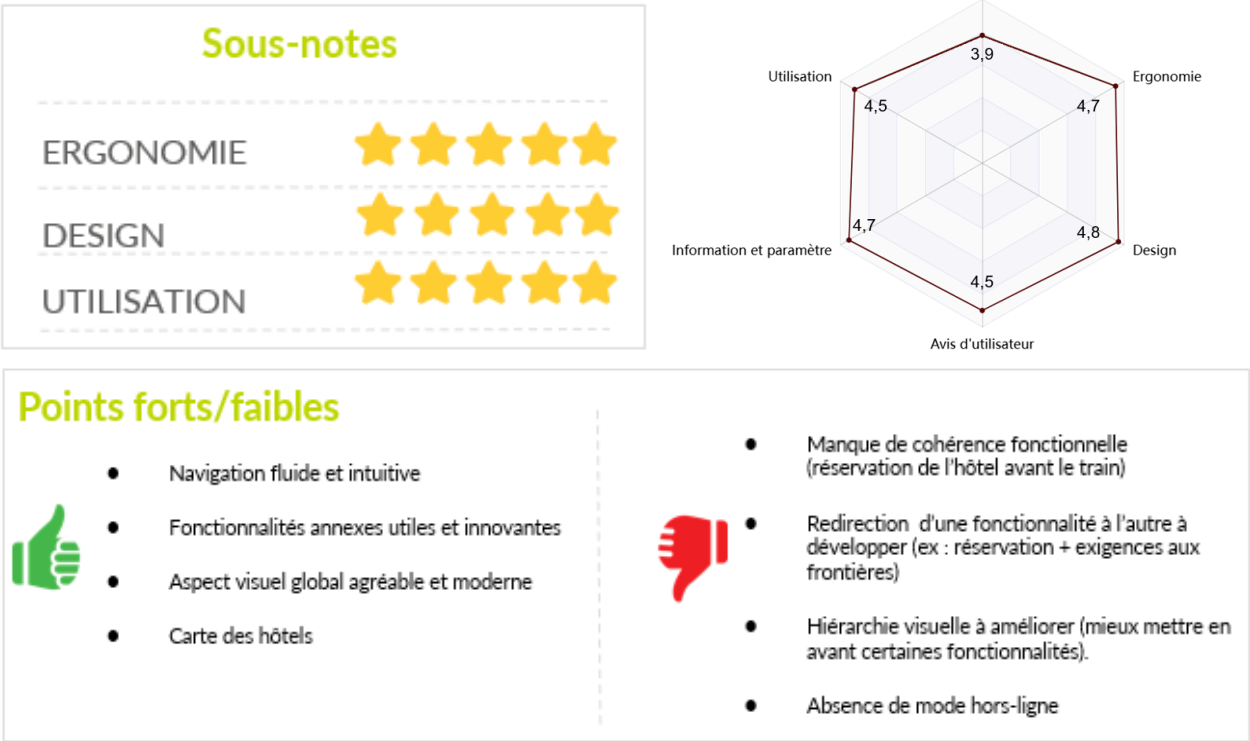 Sous-notes
ERGONOMIE
DESIGN
UTILISATION
3,9
Utilisation
Ergonomie
4,5
4,7
4,7
Information et paramètre
4,8
Design
4,5
Avis d'utilisateur
Points forts/faibles
Navigation fluide et intuitive
Fonctionnalités annexes utiles et innovantes
Aspect visuel global agréable et moderne
Carte des hôtels
Manque de cohérence fonctionnelle
(réservation de l'hôtel avant le train)
Redirection d'une fonctionnalité à l'autre à
développer (ex : réservation + exigences aux
frontières)
Hiérarchie visuelle à améliorer (mieux mettre en
avant certaines fonctionnalités).
Absence de mode hors-ligne